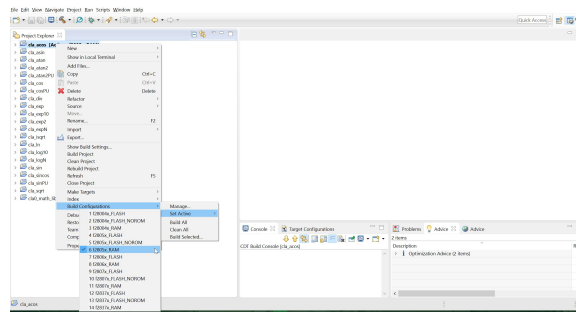 File Edit View Navigate Project Run Scripts Window Help
Quick Access
Project Explorer
cla_acos
cla_asin
cla_atan
cla_atan2
cla_atan2PU
cla_cos
cla_cosPU
cla_div
cla_exp
cla_exp10
cla_exp2
cla_expN
cla_isqrt
cla_ln
cla_log10
cla_logN
cla_sin
cla_sincos
cla_sinPU
cla_sqrt
New
Show in Local Terminal
Add Files...
Copy Ctrl+C
Paste Ctrl+V
Delete Delete
Refactor
Source
Move...
Rename... F2
Import
Export...
Show Build Settings...
Build Project
Clean Project
Rebuild Project
Refresh F5
Close Project
Make Targets
Index
Build Configurations
Manage...
Set Active
Build All
Clean All
Build Selected...
1 f28004x_FLASH
2 f28004x_FLASH_NOROM
3 f28004x_RAM
4 f2805x_FLASH
5 f2805x_FLASH_NOROM
6 f2805x_RAM
7 f2806x_FLASH
8 f2806x_RAM
9 f2807x_FLASH
10 f2807x_FLASH_NOROM
11 f2807x_RAM
12 f2837x_FLASH
13 f2837x_FLASH_NOROM
14 f2837x_RAM
Console Target Configurations
CDT Build Console [cla_acos]
Problems Advice Advice
2 items
Description
Optimization Advice (2 items)
cla_acos